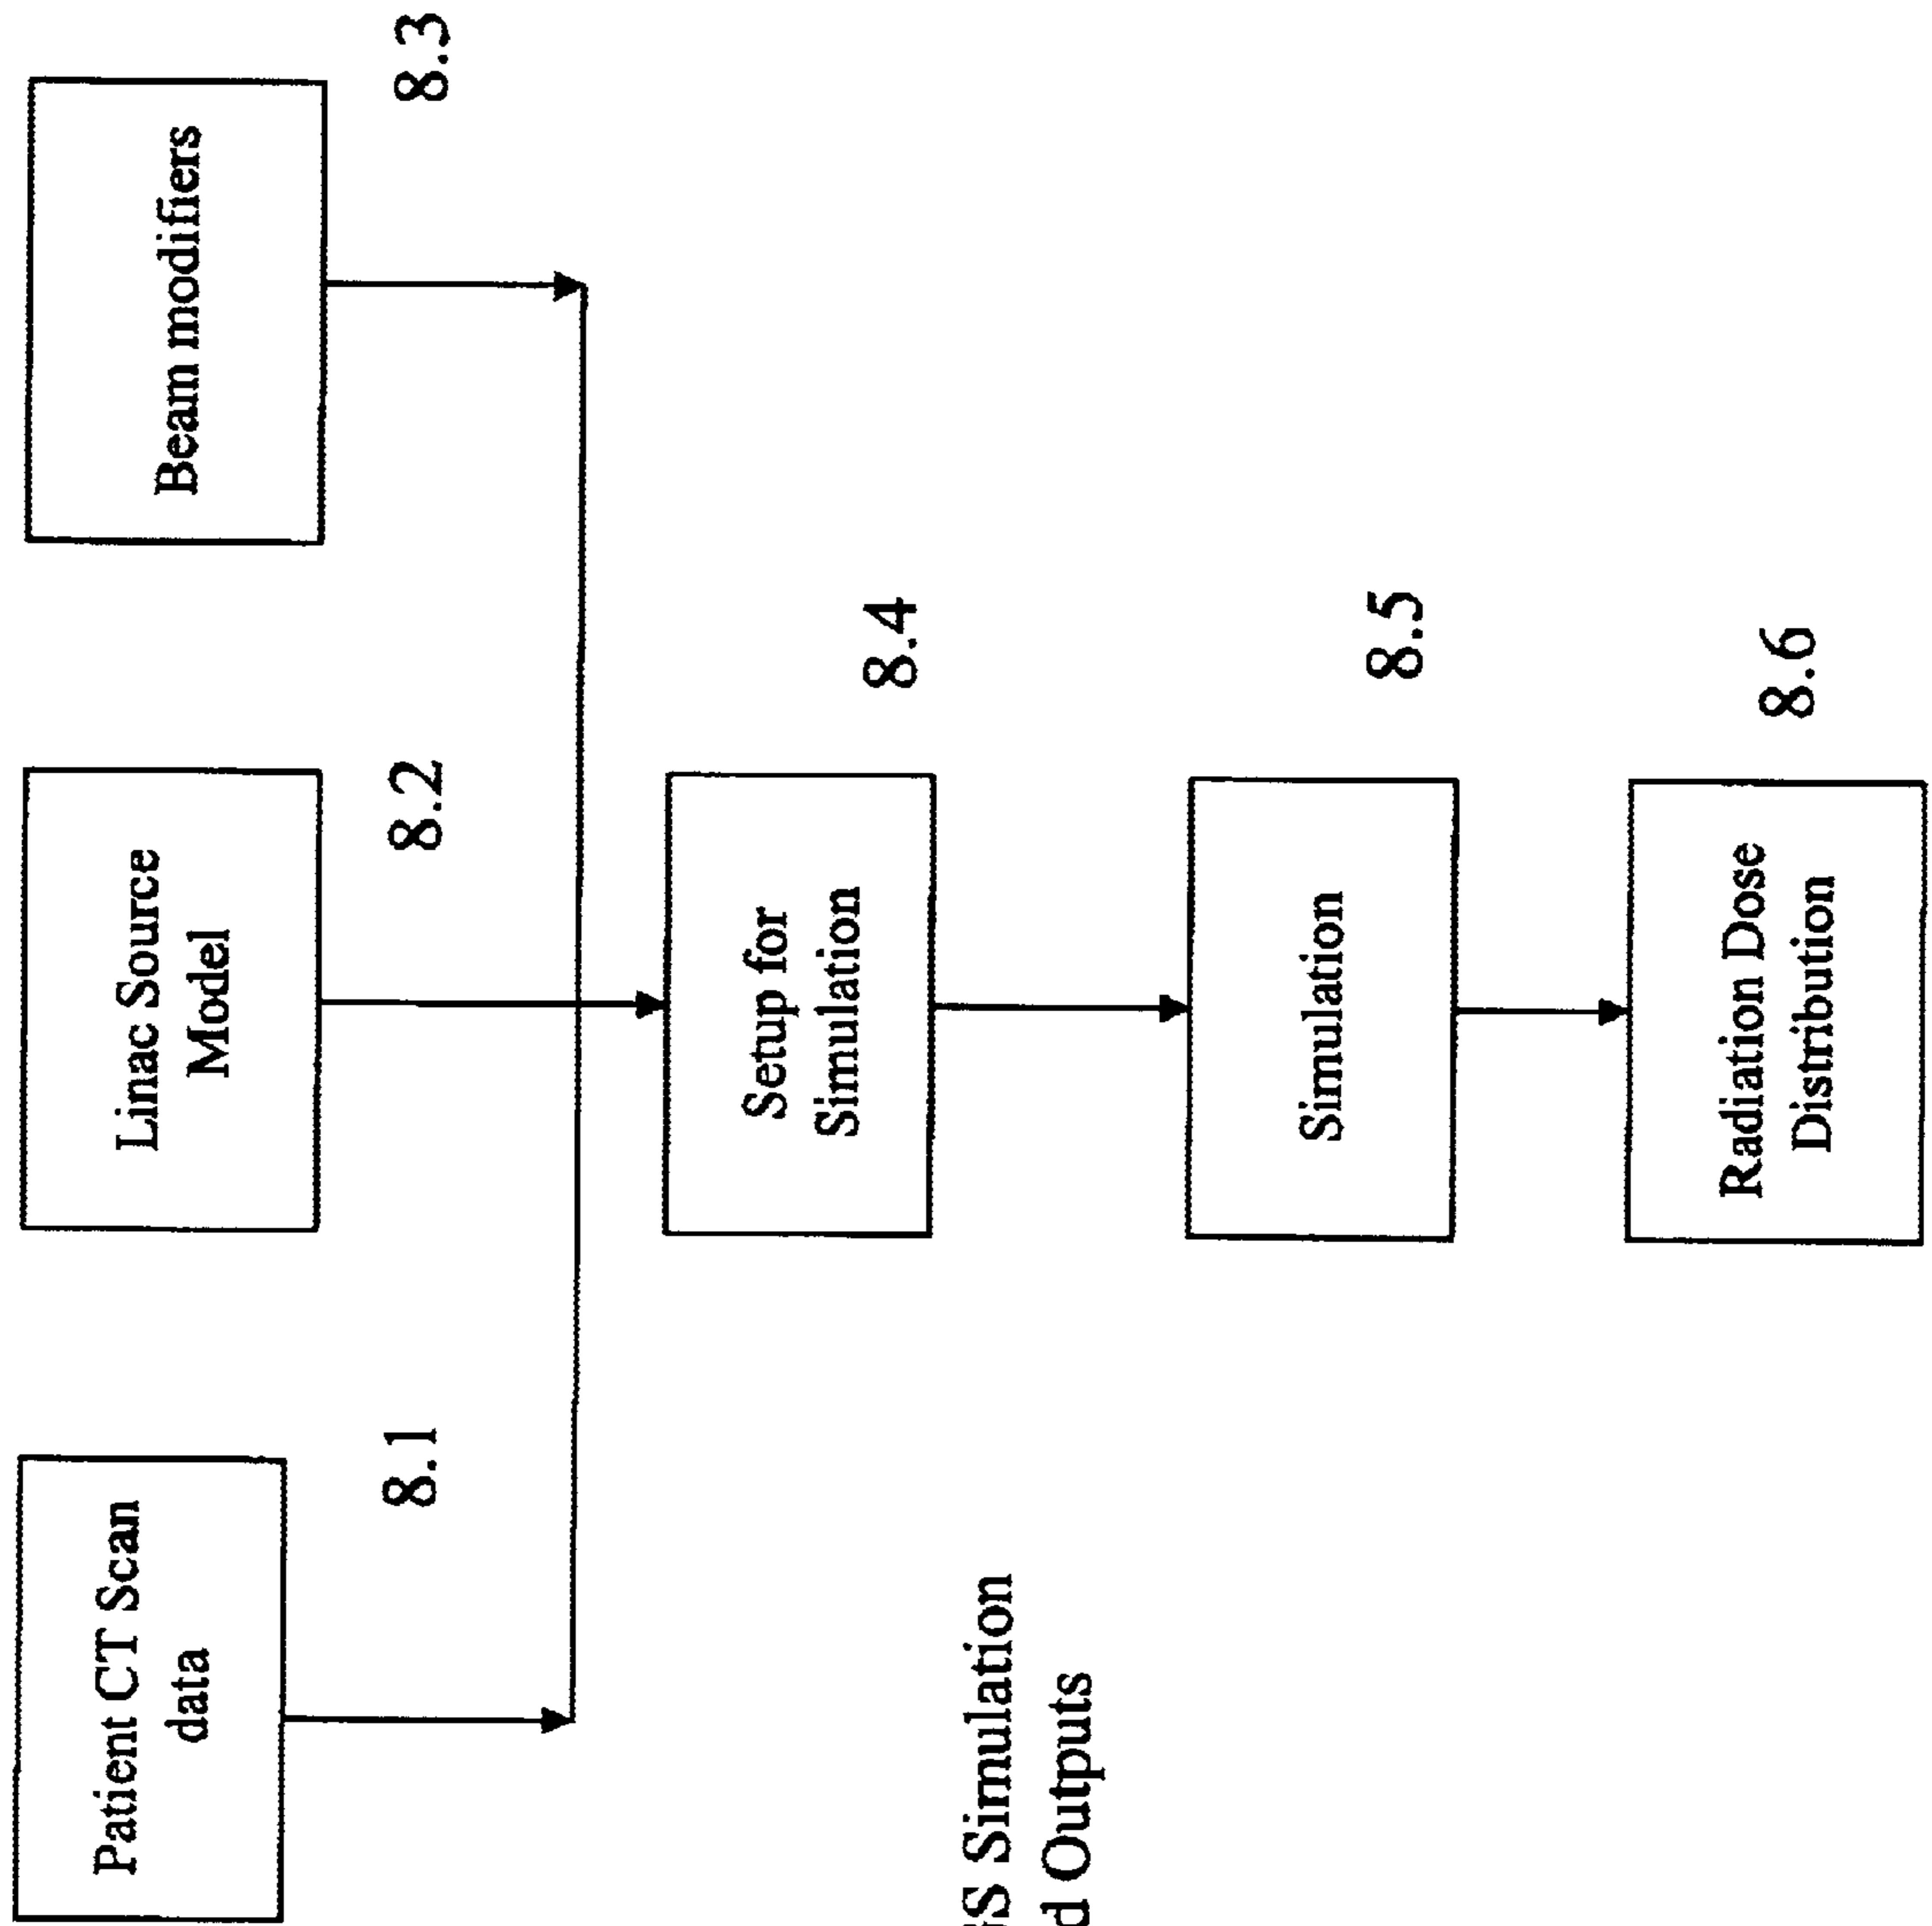 Patient CT Scan
data
8.1
Linac Source
Model
8.2
Beam modifiers
8.3
Setup for
Simulation
8.4
Simulation
8.5
Radiation Dose
Distribution
8.6
Simulation
Outputs